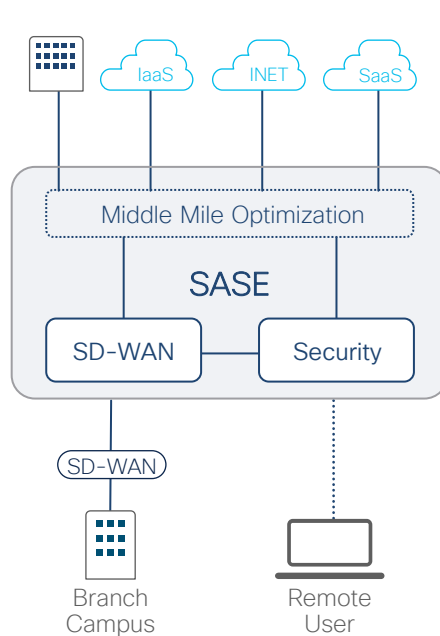 IaaS
INET
SaaS
Middle Mile Optimization
SASE
SD-WAN
Security
SD-WAN
Branch
Campus
Remote
User